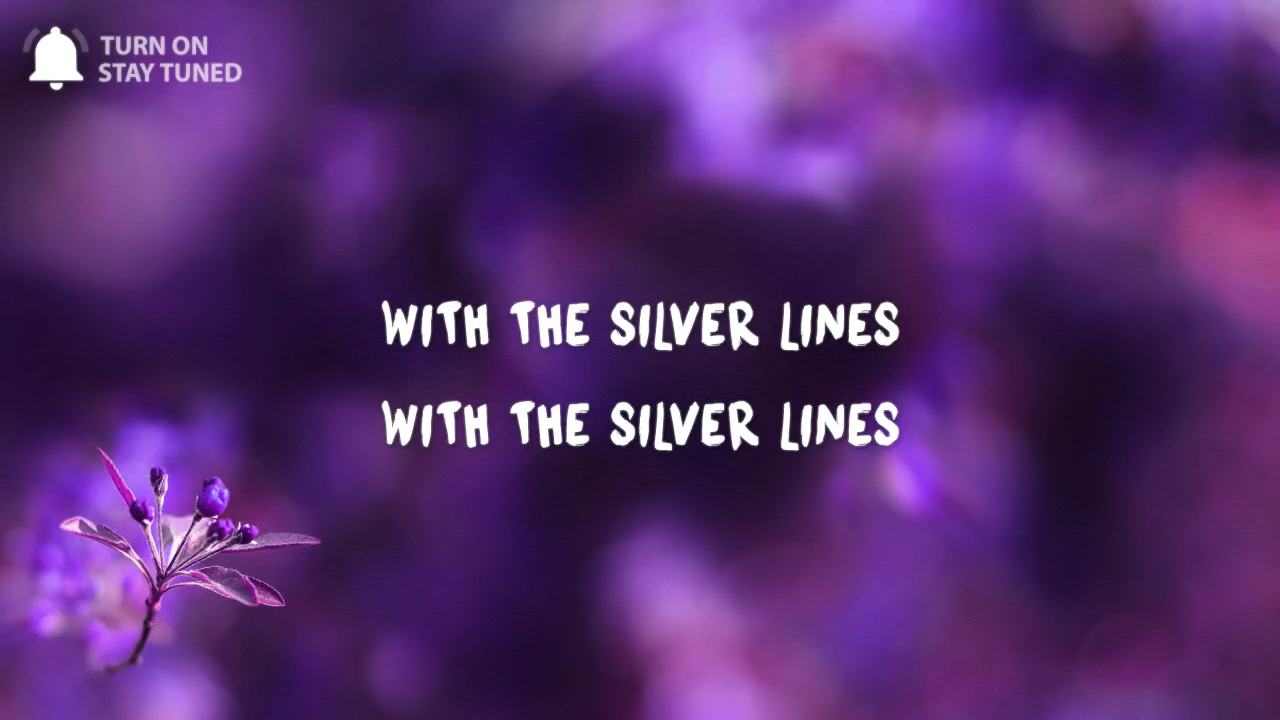 TURN ON
STAY TUNED
WITH THE SILVER LINES
WITH THE SILVER LINES